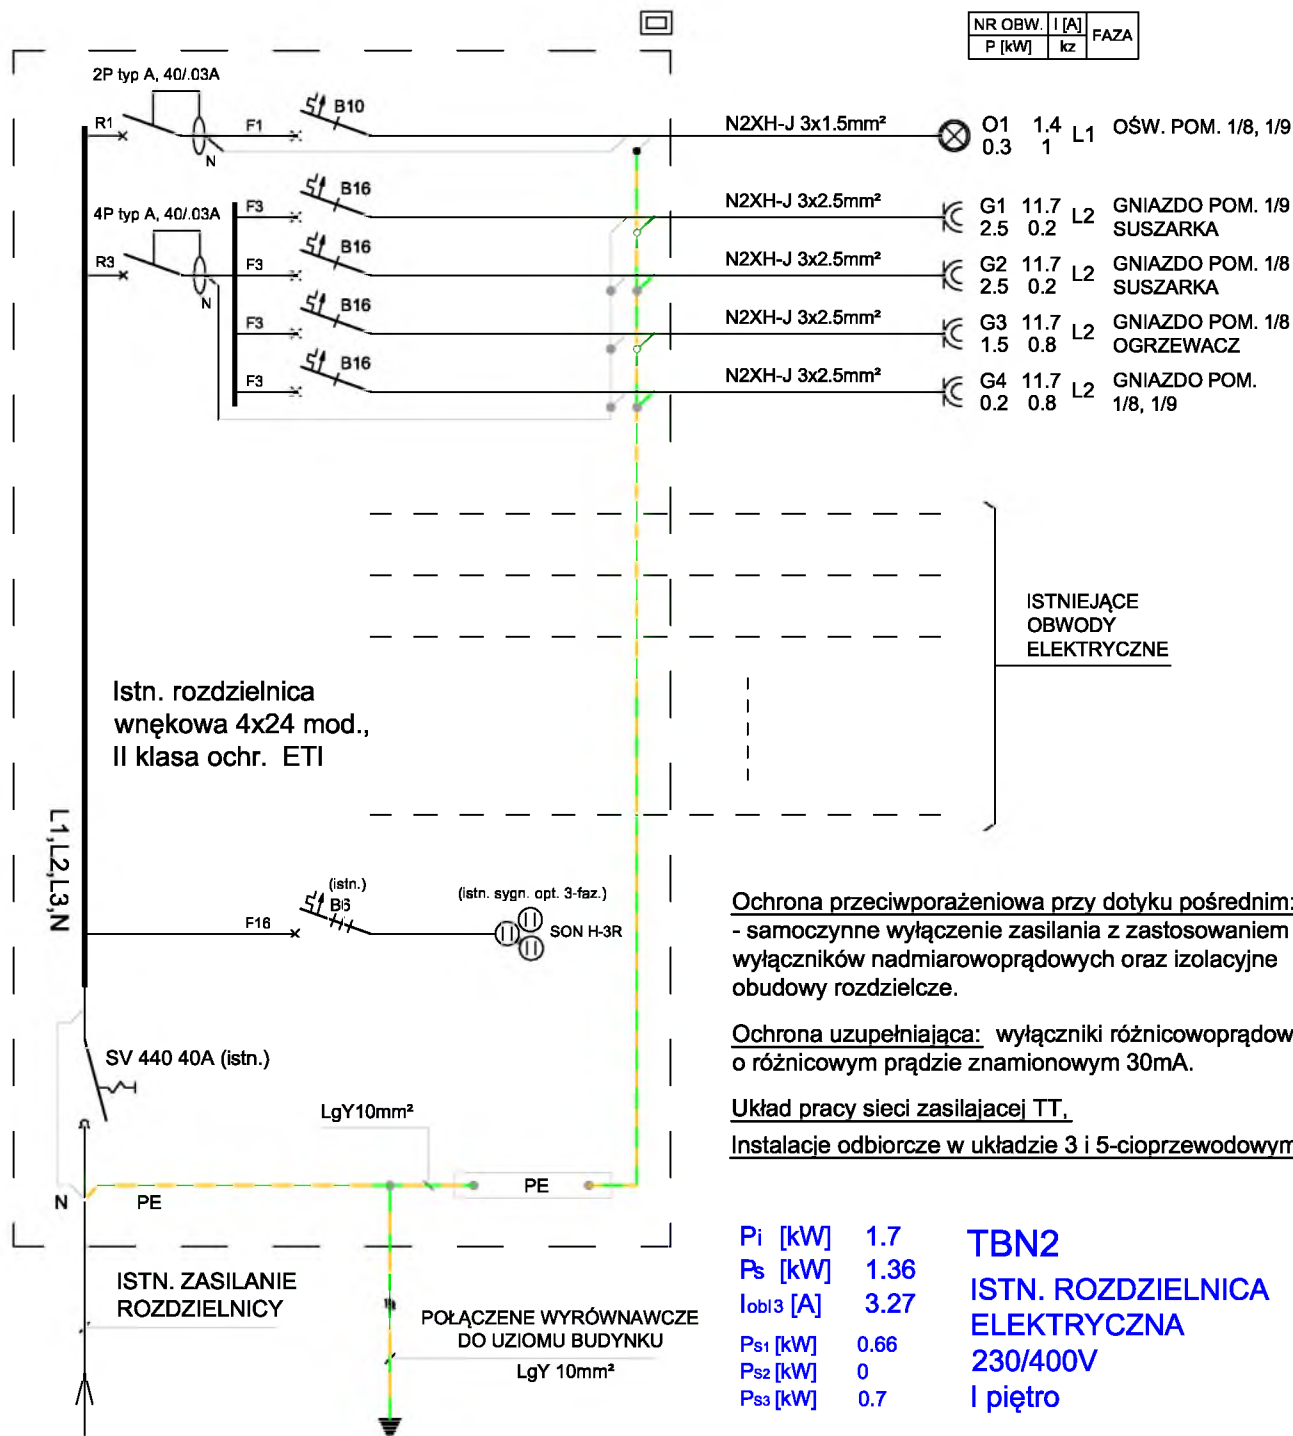 NR OBW. I [A] FAZA
P [kW] kz
2P typ A, 40/.03A
R1 F1 B10 N2XH-J 3x1.5mm² O1 1.4 L1 OŚW. POM. 1/8, 1/9
0.3 1
N
4P typ A, 40/.03A
F3 B16 N2XH-J 3x2.5mm² G1 11.7 L2 GNIAZDO POM. 1/9
2.5 0.2 SUSZARKA
R3 F3 B16 N2XH-J 3x2.5mm² G2 11.7 L2 GNIAZDO POM. 1/8
2.5 0.2 SUSZARKA
N
F3 B16 N2XH-J 3x2.5mm² G3 11.7 L2 GNIAZDO POM. 1/8
1.5 0.8 OGRZEWACZ
F3 B16 N2XH-J 3x2.5mm² G4 11.7 L2 GNIAZDO POM.
0.2 0.8 1/8, 1/9
ISTNIEJĄCE
OBWODY
ELEKTRYCZNE
Istn. rozdzielnica
wnękowa 4x24 mod.,
II klasa ochr. ETI
L1,L2,L3,N
F16 (istn.)
B6
(istn. sygn. opt. 3-faz.)
SON H-3R
SV 440 40A (istn.)
LgY10mm²
N PE PE
ISTN. ZASILANIE
ROZDZIELNICY
POŁĄCZENE WYRÓWNAWCZE
DO UZIOMU BUDYNKU
LgY 10mm²
Ochrona przeciwporażeniowa przy dotyku pośrednim:
- samoczynne wyłączenie zasilania z zastosowaniem
wyłączników nadmiarowoprądowych oraz izolacyjne
obudowy rozdzielcze.
Ochrona uzupełniająca: wyłączniki różnicowoprądow
o różnicowym prądzie znamionowym 30mA.
Układ pracy sieci zasilajacej TT,
Instalacje odbiorcze w układzie 3 i 5-cioprzewodowym
Pi [kW] 1.7
Ps [kW] 1.36
Iobl3 [A] 3.27
Ps1 [kW] 0.66
Ps2 [kW] 0
Ps3 [kW] 0.7
TBN2
ISTN. ROZDZIELNICA
ELEKTRYCZNA
230/400V
I piętro